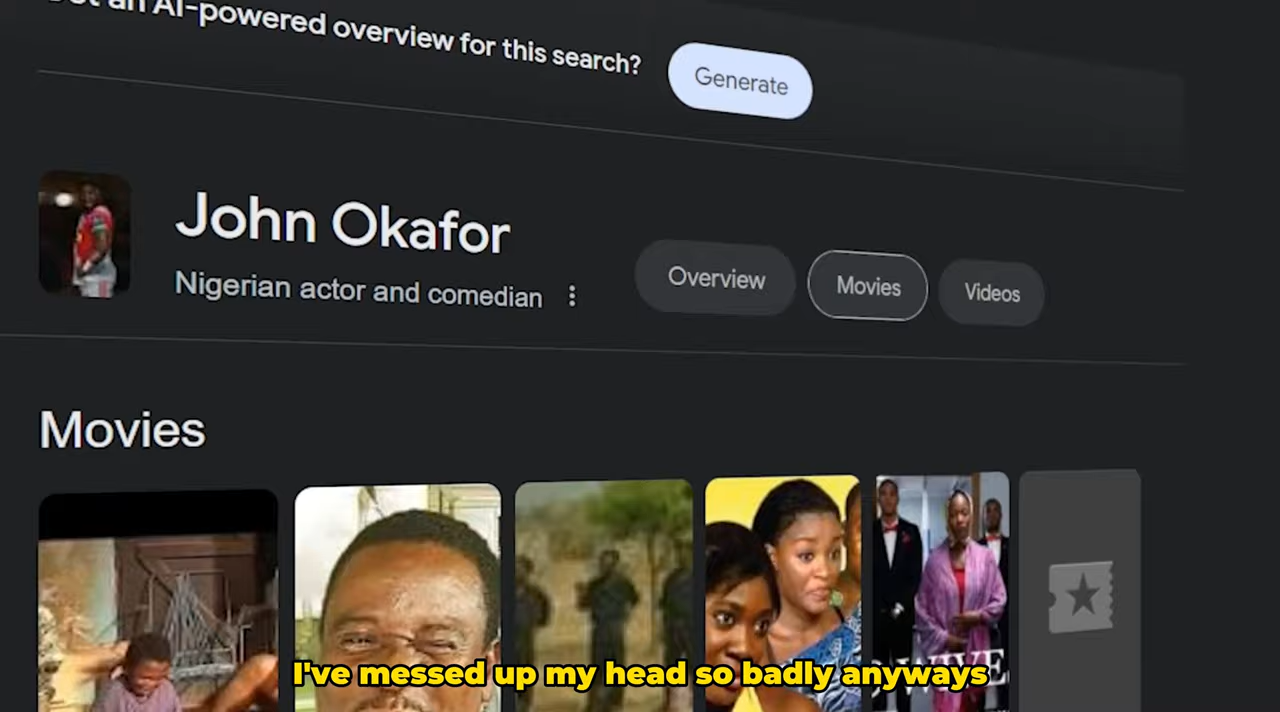 an AI-powered overview for this search?
Generate
John Okafor
Nigerian actor and comedian
Overview
Movies
Videos
Movies
I've messed up my head so badly anyways